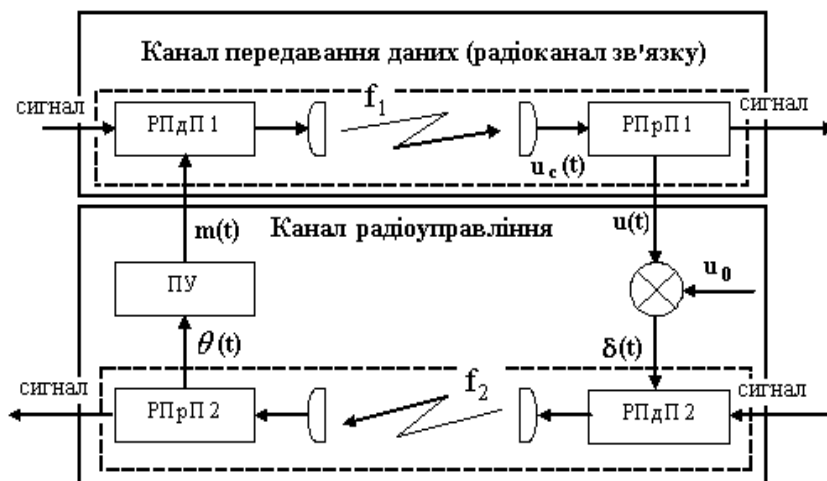 Канал передавання даних (радіоканал зв'язку)
сигнал
РПдП 1
f₁
РПрП 1
сигнал
u c (t)
m(t)
Канал радіоуправління
u(t)
ПУ
u₀
θ(t)
δ(t)
сигнал
РПрП 2
f₂
РПдП 2
сигнал